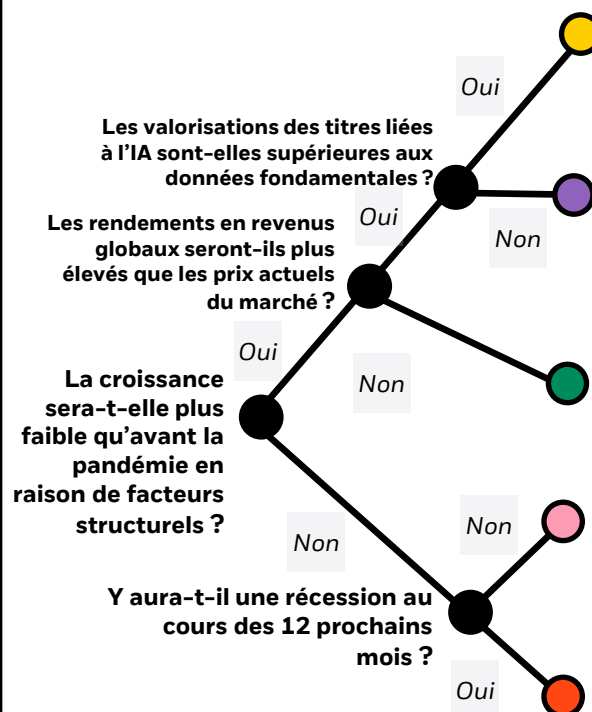 Oui
Les valorisations des titres liées
à l'IA sont-elles supérieures aux
données fondamentales ?
Oui
Non
Les rendements en revenus
globaux seront-ils plus
élevés que les prix actuels
du marché ?
Oui
Non
La croissance
sera-t-elle plus
faible qu'avant la
pandémie en
raison de facteurs
structurels ?
Non
Non
Y aura-t-il une récession au
cours des 12 prochains
mois ?
Oui